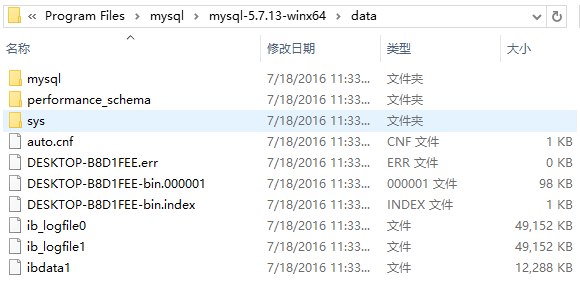 « Program Files › mysql › mysql-5.7.13-winx64 › data
名称 修改日期 类型 大小
mysql 7/18/2016 11:33... 文件夹
performance_schema 7/18/2016 11:33... 文件夹
sys 7/18/2016 11:33... 文件夹
auto.cnf 7/18/2016 11:33... CNF 文件 1 KB
DESKTOP-B8D1FEE.err 7/18/2016 11:33... ERR 文件 0 KB
DESKTOP-B8D1FEE-bin.000001 7/18/2016 11:33... 000001 文件 98 KB
DESKTOP-B8D1FEE-bin.index 7/18/2016 11:33... INDEX 文件 1 KB
ib_logfile0 7/18/2016 11:33... 文件 49,152 KB
ib_logfile1 7/18/2016 11:33... 文件 49,152 KB
ibdata1 7/18/2016 11:33... 文件 12,288 KB